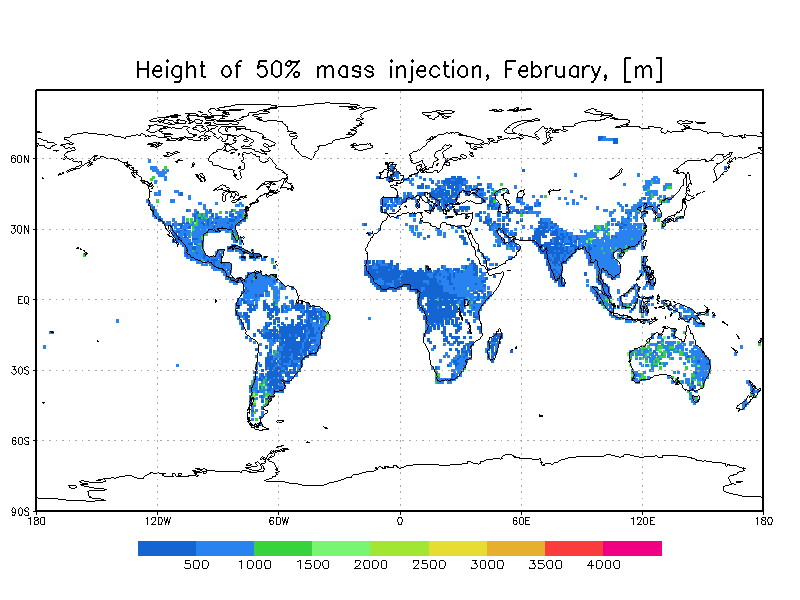 Height of 50% mass injection, February, [m]
60N
30N
EQ
30S
60S
90S
180 120W 60W 0 60E 120E 180
500 1000 1500 2000 2500 3000 3500 4000